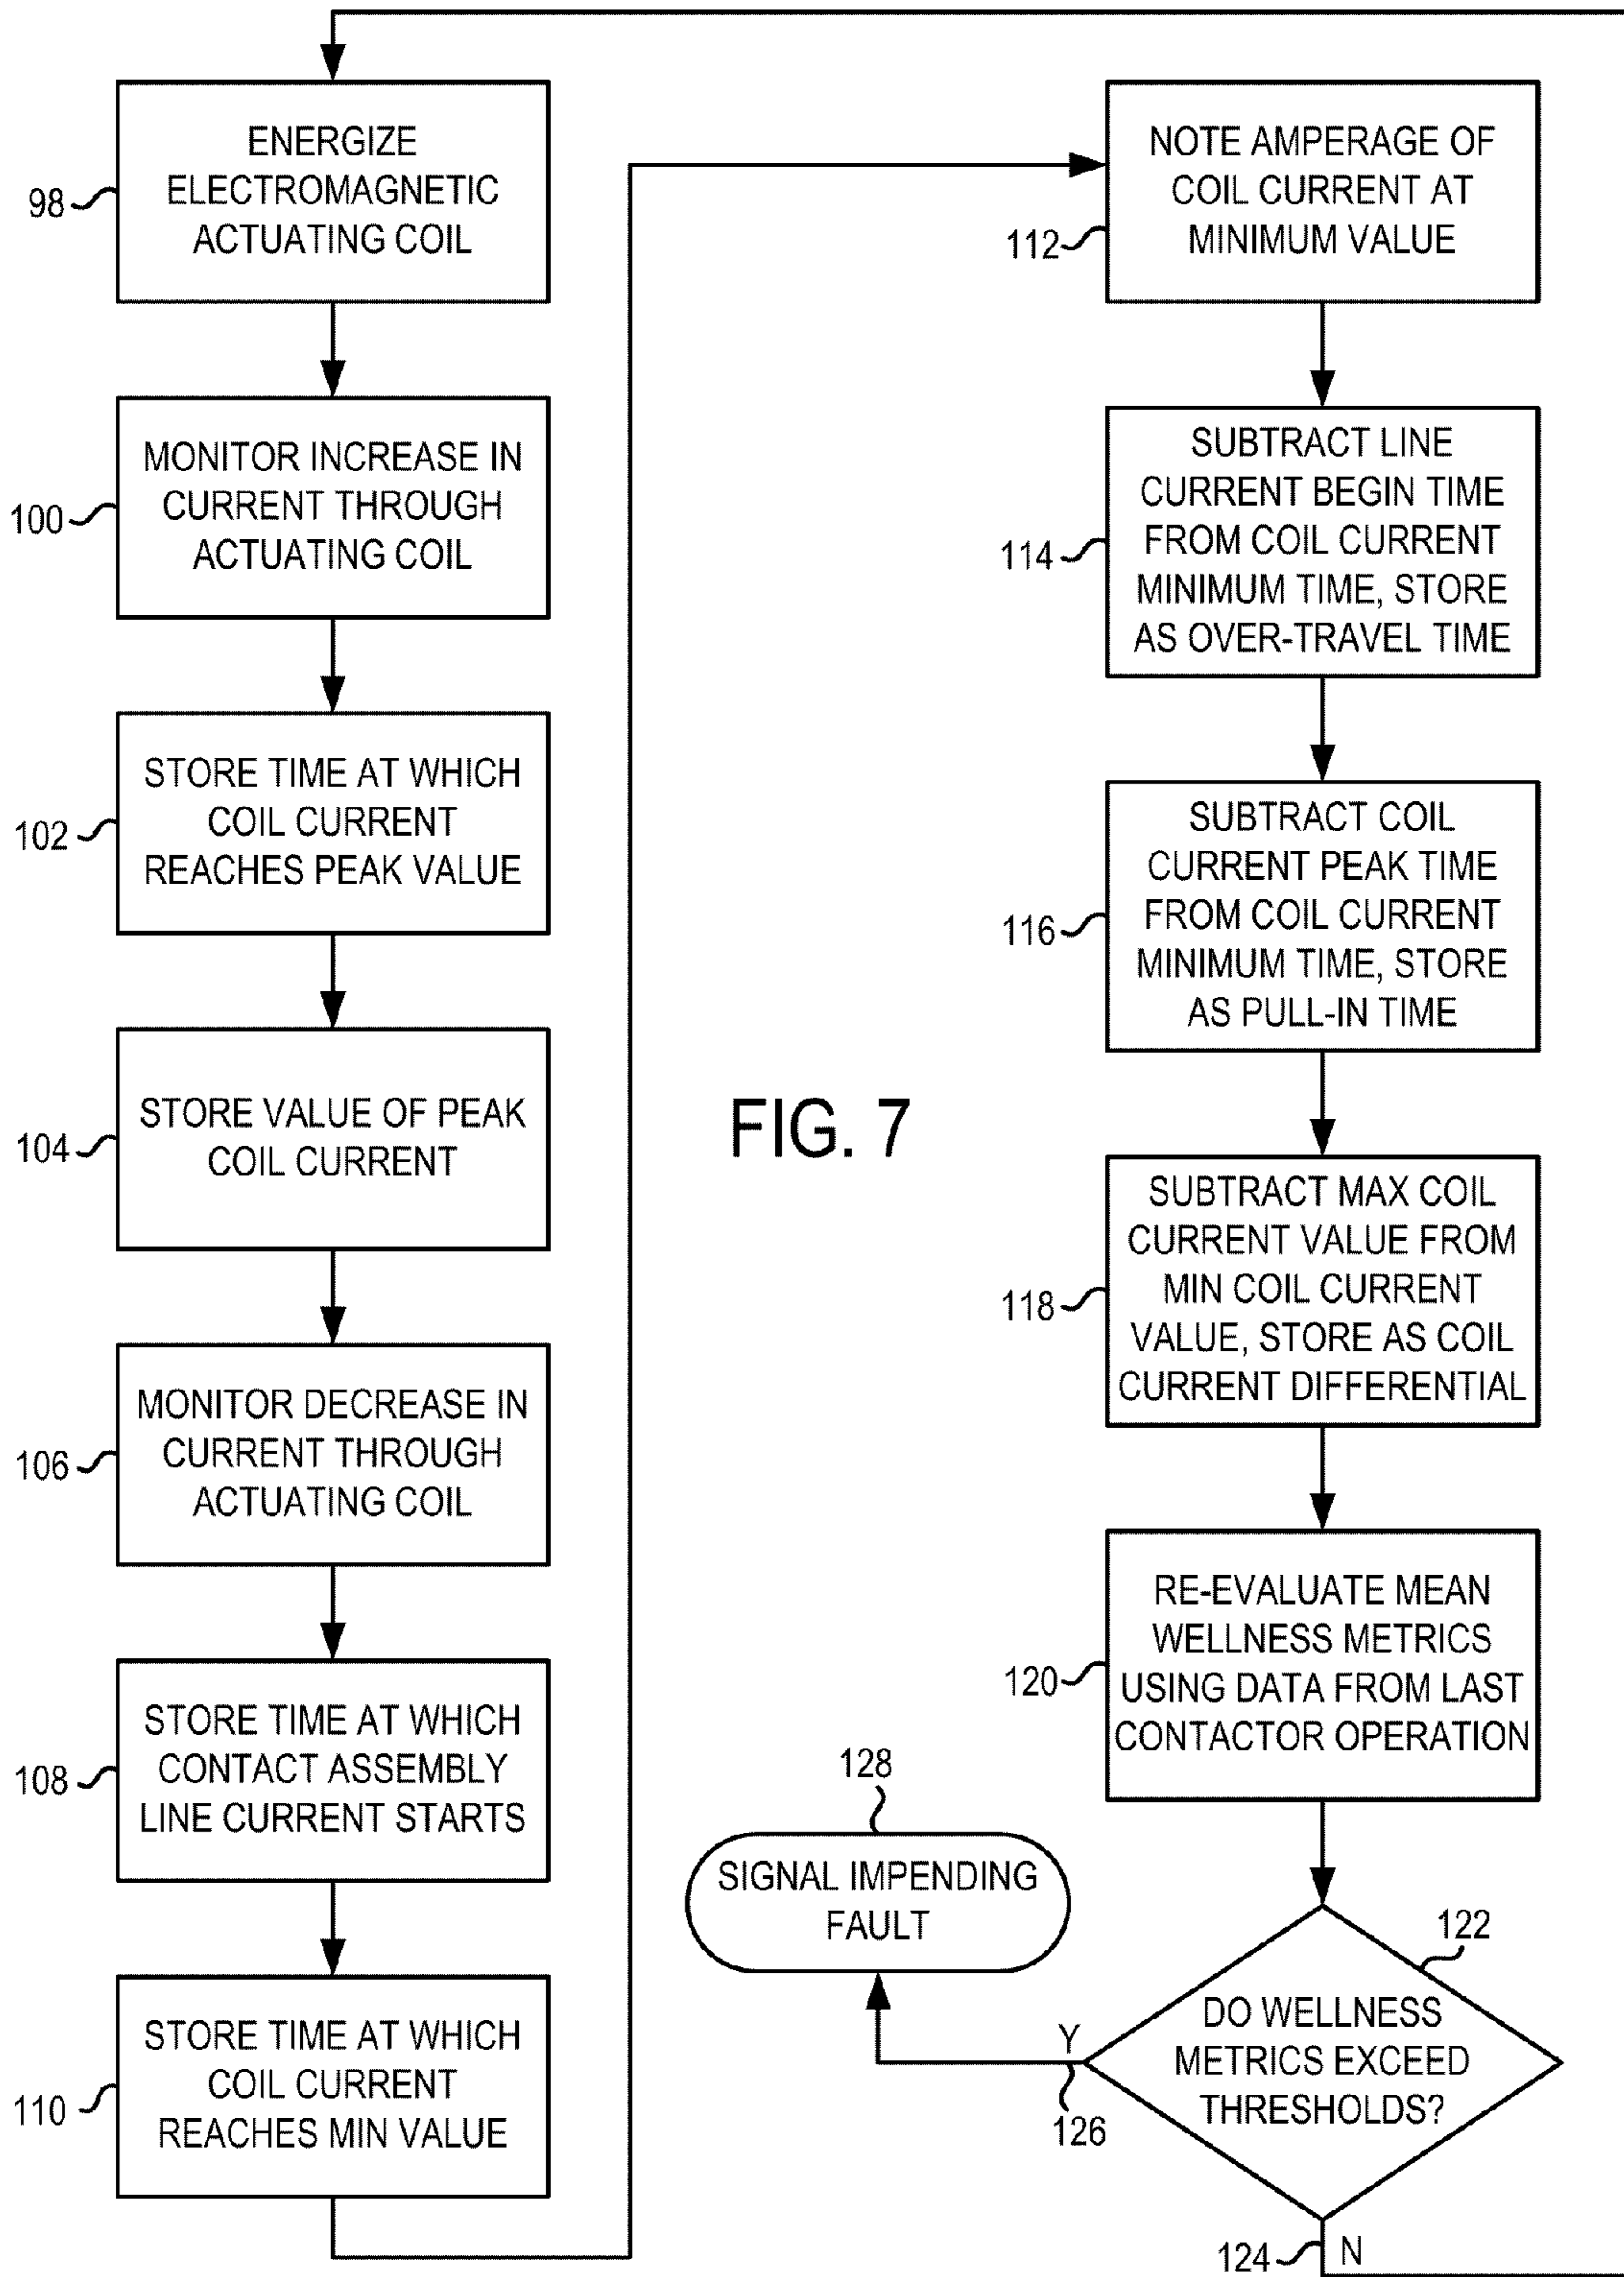 98
ENERGIZE
ELECTROMAGNETIC
ACTUATING COIL
100
MONITOR INCREASE IN
CURRENT THROUGH
ACTUATING COIL
102
STORE TIME AT WHICH
COIL CURRENT
REACHES PEAK VALUE
104
STORE VALUE OF PEAK
COIL CURRENT
106
MONITOR DECREASE IN
CURRENT THROUGH
ACTUATING COIL
108
STORE TIME AT WHICH
CONTACT ASSEMBLY
LINE CURRENT STARTS
110
STORE TIME AT WHICH
COIL CURRENT
REACHES MIN VALUE
112
NOTE AMPERAGE OF
COIL CURRENT AT
MINIMUM VALUE
114
SUBTRACT LINE
CURRENT BEGIN TIME
FROM COIL CURRENT
MINIMUM TIME, STORE
AS OVER-TRAVEL TIME
116
SUBTRACT COIL
CURRENT PEAK TIME
FROM COIL CURRENT
MINIMUM TIME, STORE
AS PULL-IN TIME
FIG. 7
118
SUBTRACT MAX COIL
CURRENT VALUE FROM
MIN COIL CURRENT
VALUE, STORE AS COIL
CURRENT DIFFERENTIAL
120
RE-EVALUATE MEAN
WELLNESS METRICS
USING DATA FROM LAST
CONTACTOR OPERATION
122
DO WELLNESS
METRICS EXCEED
THRESHOLDS?
Y
126
128
SIGNAL IMPENDING
FAULT
124
N